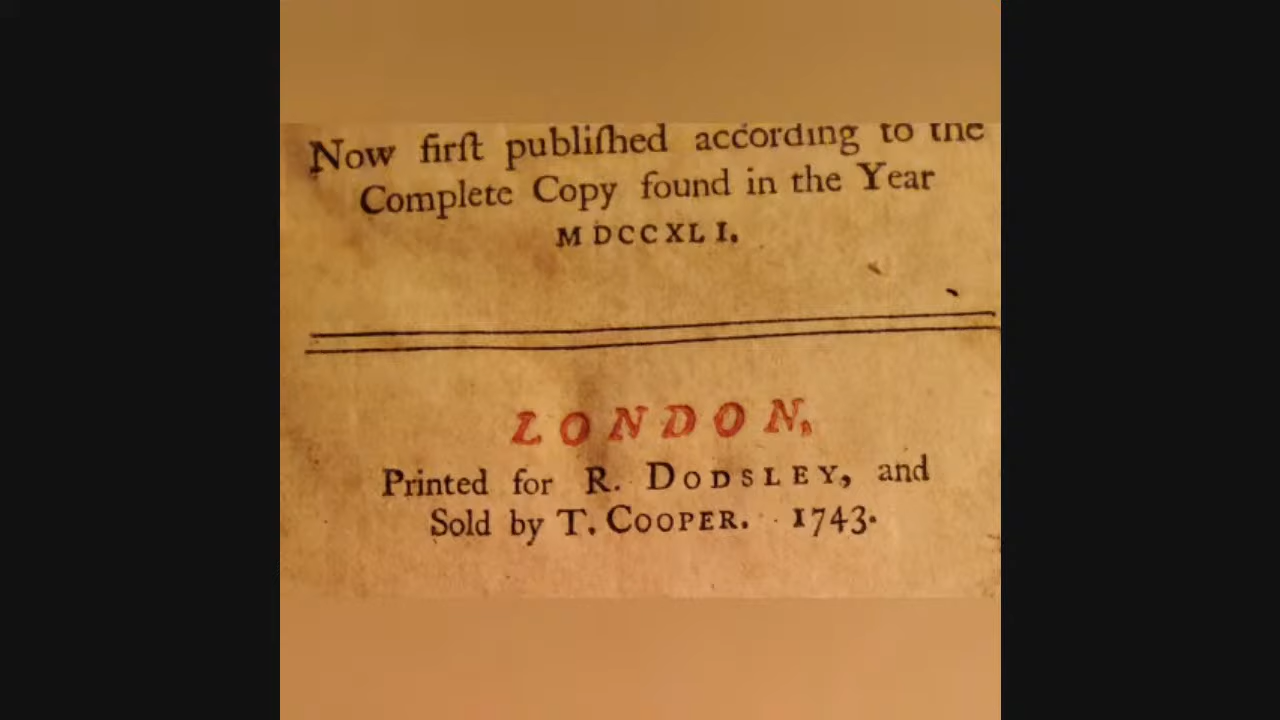 Now firſt publiſhed according to the
Complete Copy found in the Year
MDCCXLI.
LONDON,
Printed for R. DODSLEY, and
Sold by T. COOPER. 1743.